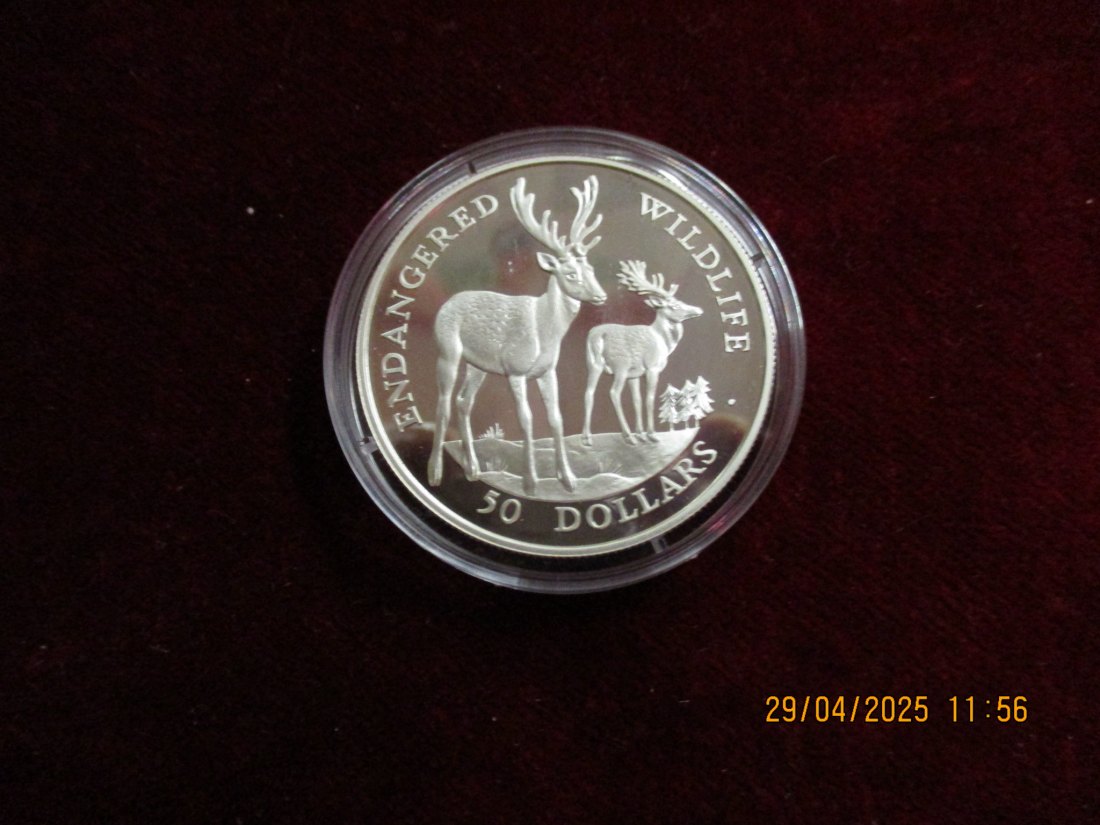 ENDANGERED WILDLIFE
50 DOLLARS
29/04/2025 11:56